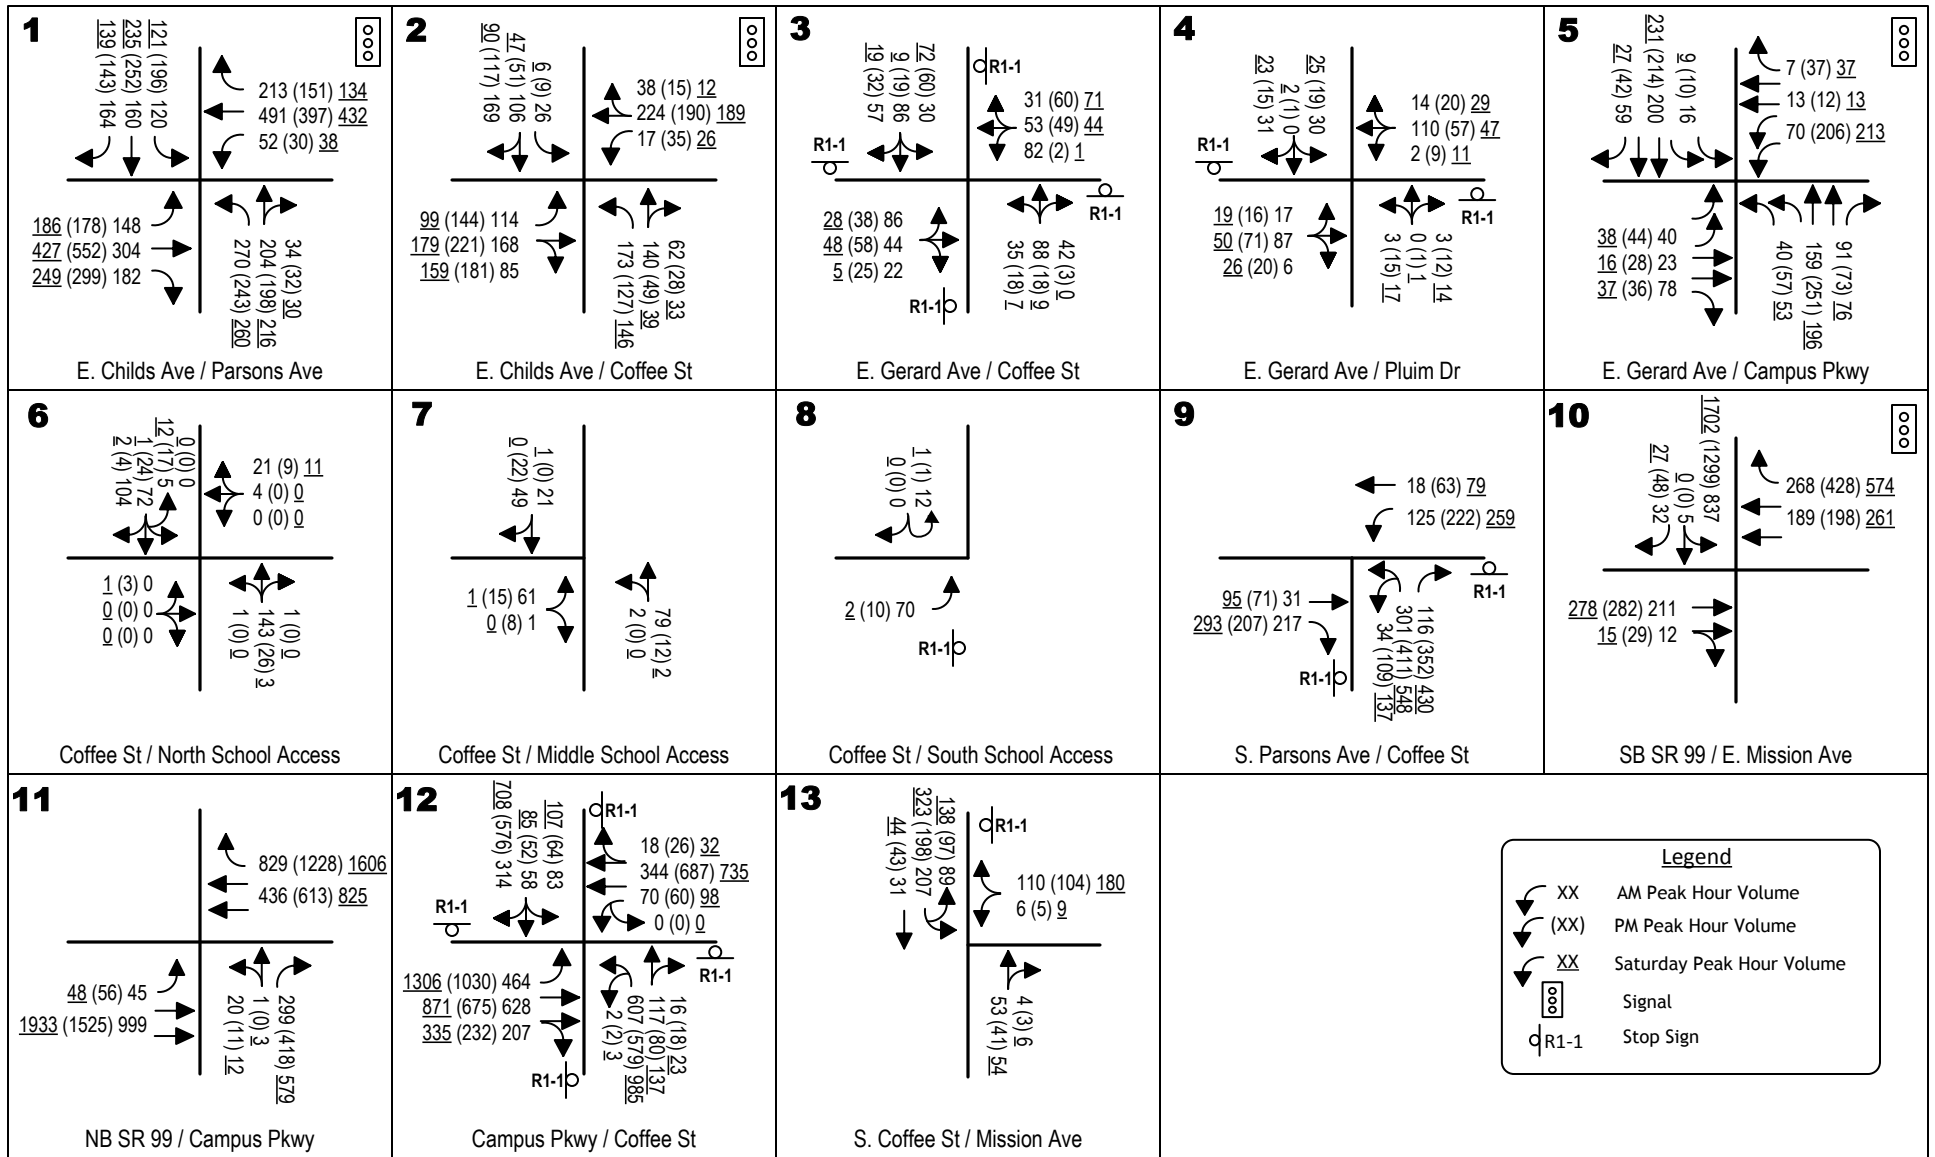 1
139 (143) 164
235 (252) 160
121 (196) 120
213 (151) 134
491 (397) 432
52 (30) 38
186 (178) 148
427 (552) 304
249 (299) 182
270 (243) 260
204 (198) 216
34 (32) 30
E. Childs Ave / Parsons Ave
2
90 (117) 169
47 (51) 106
6 (9) 26
38 (15) 12
224 (190) 189
17 (35) 26
99 (144) 114
179 (221) 168
159 (181) 85
173 (127) 146
140 (49) 39
62 (28) 33
E. Childs Ave / Coffee St
3
19 (32) 57
9 (19) 86
72 (60) 30
R1-1
31 (60) 71
53 (49) 44
82 (2) 1
R1-1
28 (38) 86
48 (58) 44
5 (25) 22
R1-1
35 (18) 7
88 (18) 9
42 (3) 0
R1-1
E. Gerard Ave / Coffee St
4
23 (15) 31
2 (1) 0
25 (19) 30
14 (20) 29
110 (57) 47
2 (9) 11
R1-1
19 (16) 17
50 (71) 87
26 (20) 6
3 (15) 17
0 (1) 1
3 (12) 14
R1-1
E. Gerard Ave / Pluim Dr
5
27 (42) 59
231 (214) 200
9 (10) 16
7 (37) 37
13 (12) 13
70 (206) 213
38 (44) 40
16 (28) 23
37 (36) 78
40 (57) 53
159 (251) 196
91 (73) 76
E. Gerard Ave / Campus Pkwy
6
2 (4) 104
1 (24) 72
12 (17) 5
0 (0) 0
21 (9) 11
4 (0) 0
0 (0) 0
1 (3) 0
0 (0) 0
0 (0) 0
1 (0) 0
143 (26) 3
1 (0) 0
Coffee St / North School Access
7
0 (22) 49
1 (0) 21
1 (15) 61
0 (8) 1
2 (0) 0
79 (12) 2
Coffee St / Middle School Access
8
0 (0) 0
1 (1) 12
2 (10) 70
R1-1
Coffee St / South School Access
9
18 (63) 79
125 (222) 259
95 (71) 31
293 (207) 217
R1-1
34 (109) 137
301 (411) 548
116 (352) 430
R1-1
S. Parsons Ave / Coffee St
10
27 (48) 32
0 (0) 5
1702 (1299) 837
268 (428) 574
189 (198) 261
278 (282) 211
15 (29) 12
SB SR 99 / E. Mission Ave
11
829 (1228) 1606
436 (613) 825
48 (56) 45
1933 (1525) 999
20 (11) 12
1 (0) 3
299 (418) 579
NB SR 99 / Campus Pkwy
12
708 (576) 314
85 (52) 58
107 (64) 83
R1-1
18 (26) 32
344 (687) 735
70 (60) 98
0 (0) 0
R1-1
1306 (1030) 464
871 (675) 628
335 (232) 207
R1-1
2 (2) 3
607 (579) 985
117 (80) 137
16 (18) 23
R1-1
Campus Pkwy / Coffee St
13
44 (43) 31
323 (198) 207
138 (97) 89
R1-1
110 (104) 180
6 (5) 9
53 (41) 54
4 (3) 6
S. Coffee St / Mission Ave
Legend
XX AM Peak Hour Volume
(XX) PM Peak Hour Volume
XX Saturday Peak Hour Volume
Signal
R1-1 Stop Sign